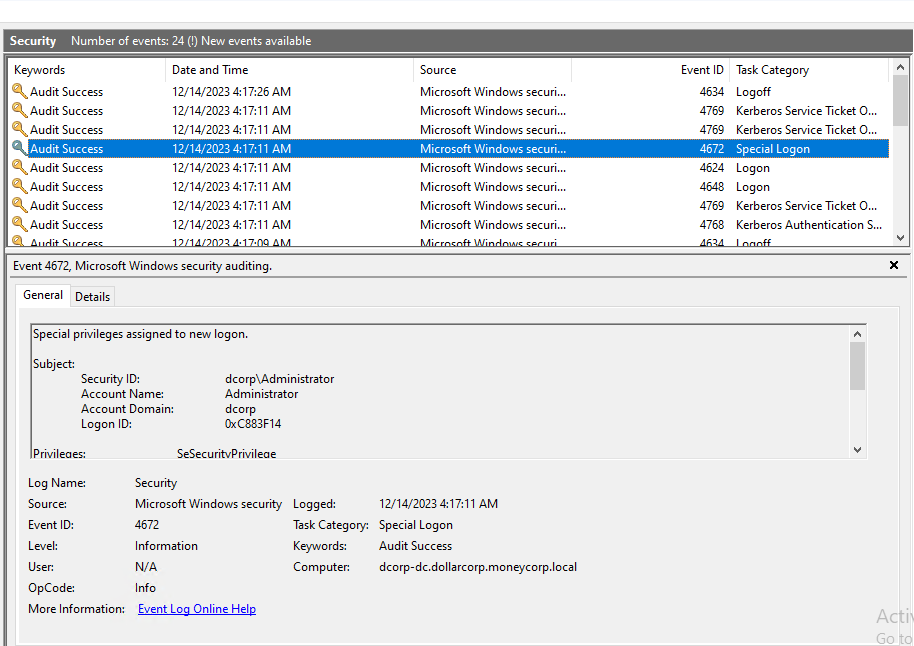 Security Number of events: 24 (!) New events available
Keywords Date and Time Source Event ID Task Category
Audit Success 12/14/2023 4:17:26 AM Microsoft Windows securi... 4634 Logoff
Audit Success 12/14/2023 4:17:11 AM Microsoft Windows securi... 4769 Kerberos Service Ticket O...
Audit Success 12/14/2023 4:17:11 AM Microsoft Windows securi... 4769 Kerberos Service Ticket O...
Audit Success 12/14/2023 4:17:11 AM Microsoft Windows securi... 4672 Special Logon
Audit Success 12/14/2023 4:17:11 AM Microsoft Windows securi... 4624 Logon
Audit Success 12/14/2023 4:17:11 AM Microsoft Windows securi... 4648 Logon
Audit Success 12/14/2023 4:17:11 AM Microsoft Windows securi... 4769 Kerberos Service Ticket O...
Audit Success 12/14/2023 4:17:11 AM Microsoft Windows securi... 4768 Kerberos Authentication S...
Audit Success 12/14/2023 4:17:09 AM Microsoft Windows securi... 4634 Logoff
Event 4672, Microsoft Windows security auditing.
General Details
Special privileges assigned to new logon.
Subject:
Security ID: dcorp\Administrator
Account Name: Administrator
Account Domain: dcorp
Logon ID: 0xC883F14
Privileges: SeSecurityPrivilege
Log Name: Security
Source: Microsoft Windows security Logged: 12/14/2023 4:17:11 AM
Event ID: 4672 Task Category: Special Logon
Level: Information Keywords: Audit Success
User: N/A Computer: dcorp-dc.dollarcorp.moneycorp.local
OpCode: Info
More Information: Event Log Online Help
Activ
Go to